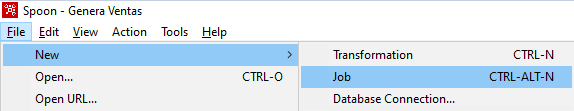 Spoon - Genera Ventas
File Edit View Action Tools Help
New > Transformation CTRL-N
Open... CTRL-O Job CTRL-ALT-N
Open URL... Database Connection...